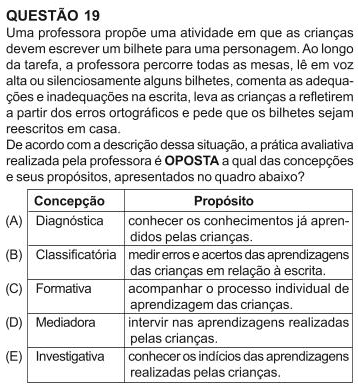 QUESTÃO 19
Uma professora propõe uma atividade em que as crianças
devem escrever um bilhete para uma personagem. Ao longo
da tarefa, a professora percorre todas as mesas, lê em voz
alta ou silenciosamente alguns bilhetes, comenta as adequa-
ções e inadequações na escrita, leva as crianças a refletirem
a partir dos erros ortográficos e pede que os bilhetes sejam
reescritos em casa.
De acordo com a descrição dessa situação, a prática avaliativa
realizada pela professora é OPOSTA a qual das concepções
e seus propósitos, apresentados no quadro abaixo?
Concepção Propósito
(A) Diagnóstica conhecer os conhecimentos já apren-
didos pelas crianças.
(B) Classificatória medir erros e acertos das aprendizagens
das crianças em relação à escrita.
(C) Formativa acompanhar o processo individual de
aprendizagem das crianças.
(D) Mediadora intervir nas aprendizagens realizadas
pelas crianças.
(E) Investigativa conhecer os indícios das aprendizagens
realizadas pelas crianças.